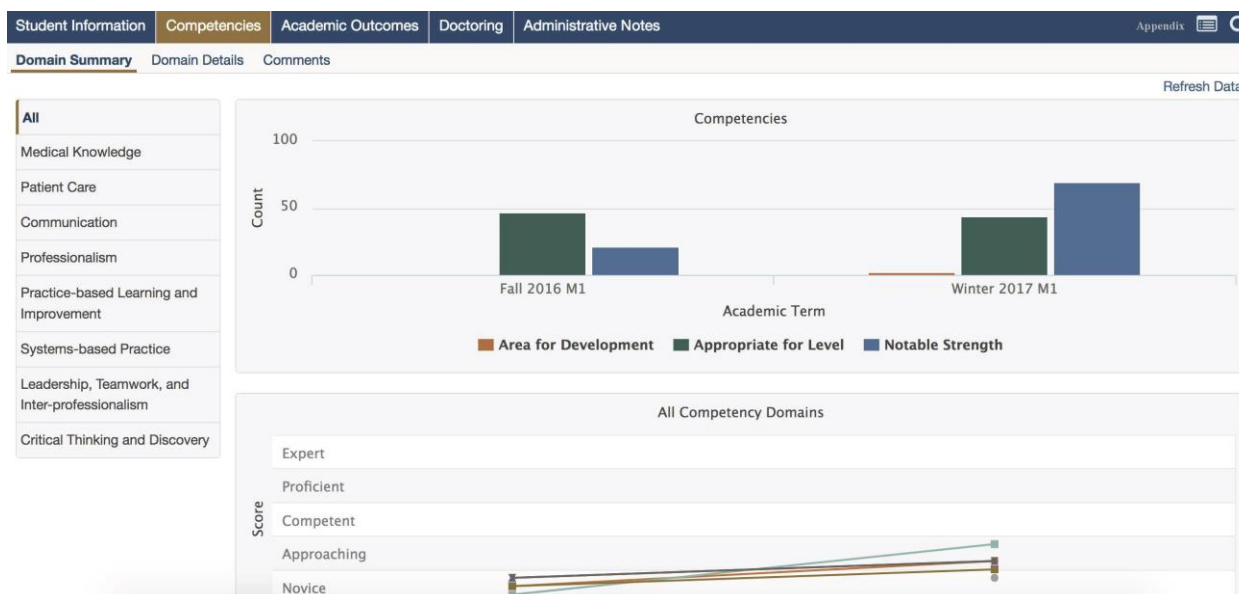 Student Information Competencies Academic Outcomes Doctoring Administrative Notes Appendix
Domain Summary Domain Details Comments
Refresh Data
All
Medical Knowledge
Patient Care
Communication
Professionalism
Practice-based Learning and
Improvement
Systems-based Practice
Leadership, Teamwork, and
Inter-professionalism
Critical Thinking and Discovery
Competencies
100
50
0
Count
Fall 2016 M1 Winter 2017 M1
Academic Term
Area for Development Appropriate for Level Notable Strength
All Competency Domains
Score
Expert
Proficient
Competent
Approaching
Novice